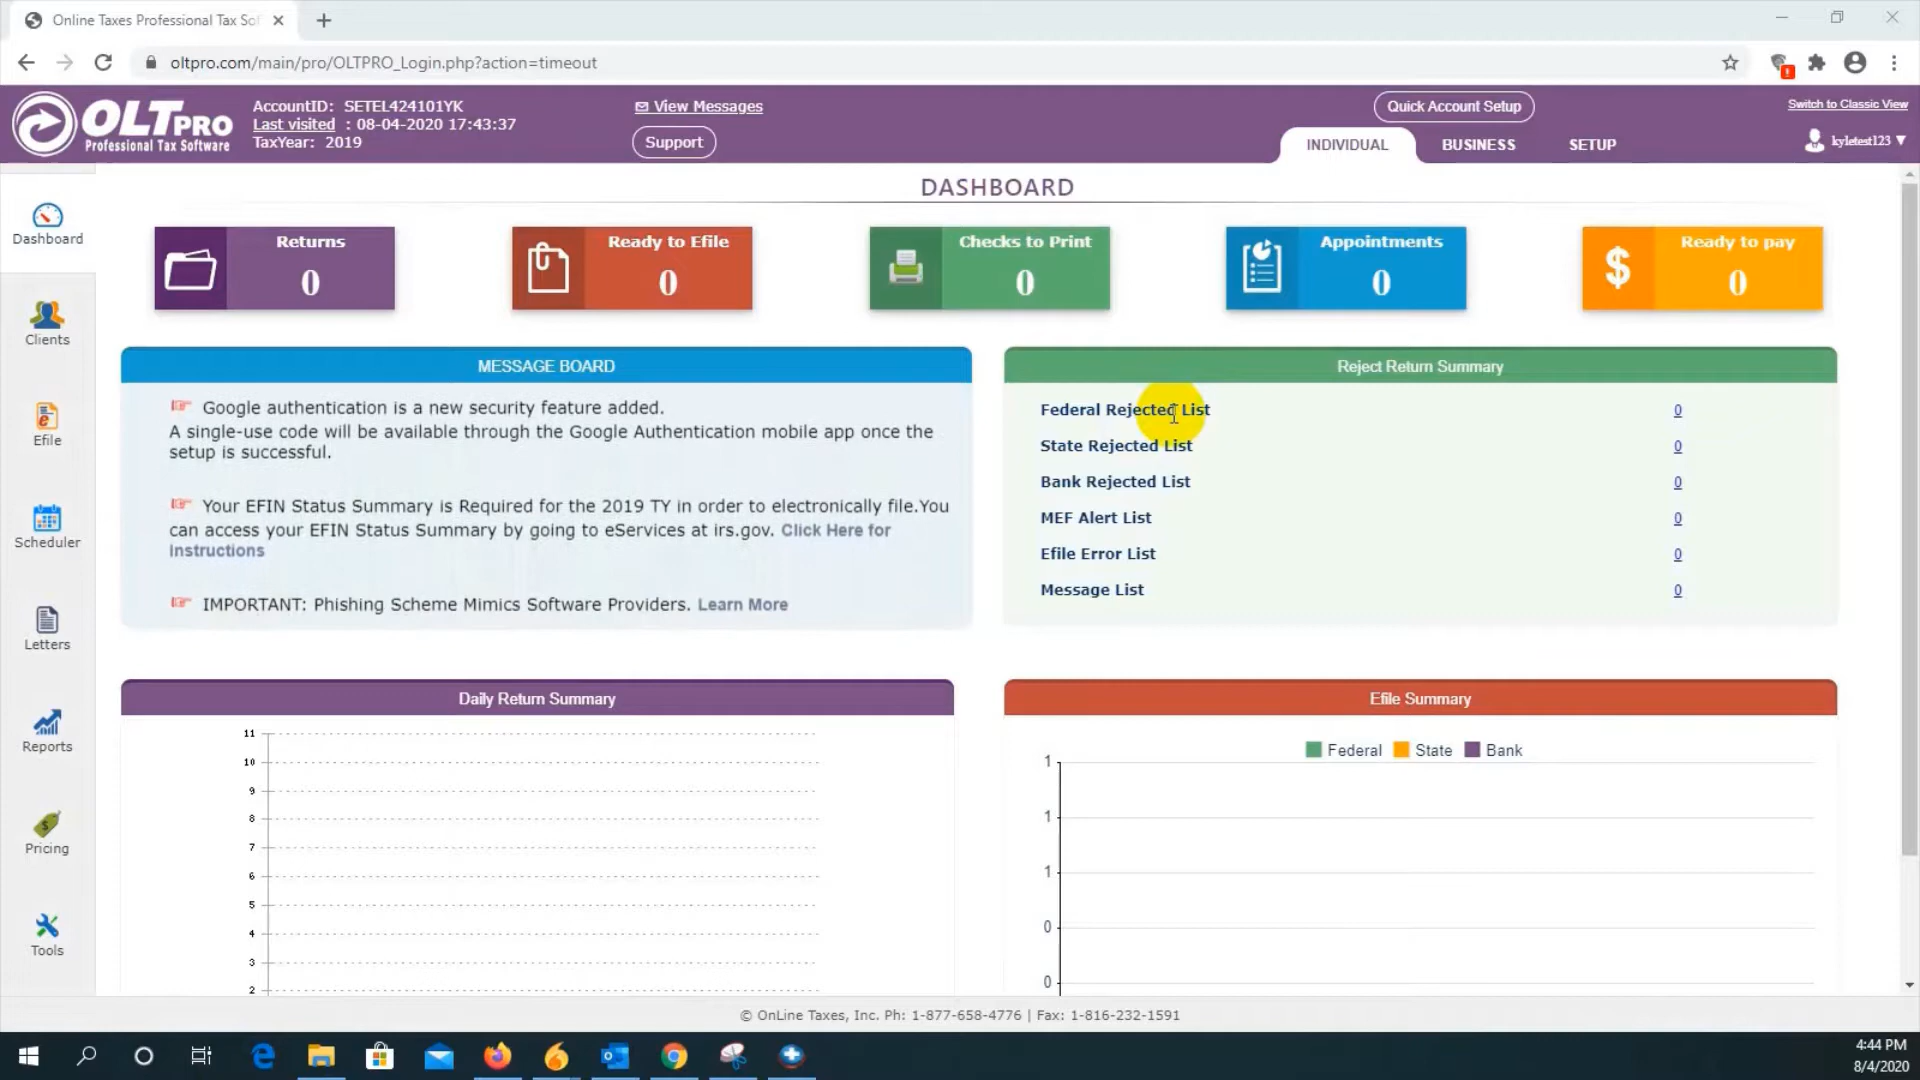 Online Taxes Professional Tax Sof
oltpro.com/main/pro/OLTPRO_Login.php?action=timeout
OLTPRO
Professional Tax Software
AccountID: SETEL424101YK
Last visited : 08-04-2020 17:43:37
TaxYear: 2019
View Messages
Support
Quick Account Setup
Switch to Classic View
INDIVIDUAL
BUSINESS
SETUP
kyletest123
DASHBOARD
Dashboard
Clients
Efile
Scheduler
Letters
Reports
Pricing
Tools
Returns
0
Ready to Efile
0
Checks to Print
0
Appointments
0
Ready to pay
0
MESSAGE BOARD
Google authentication is a new security feature added.
A single-use code will be available through the Google Authentication mobile app once the
setup is successful.
Your EFIN Status Summary is Required for the 2019 TY in order to electronically file.You
can access your EFIN Status Summary by going to eServices at irs.gov. Click Here for
Instructions
IMPORTANT: Phishing Scheme Mimics Software Providers. Learn More
Reject Return Summary
Federal Rejected List 0
State Rejected List 0
Bank Rejected List 0
MEF Alert List 0
Efile Error List 0
Message List 0
Daily Return Summary
11
10
9
8
7
6
5
4
3
2
Efile Summary
Federal State Bank
1
1
1
0
0
© OnLine Taxes, Inc. Ph: 1-877-658-4776 | Fax: 1-816-232-1591
4:44 PM
8/4/2020